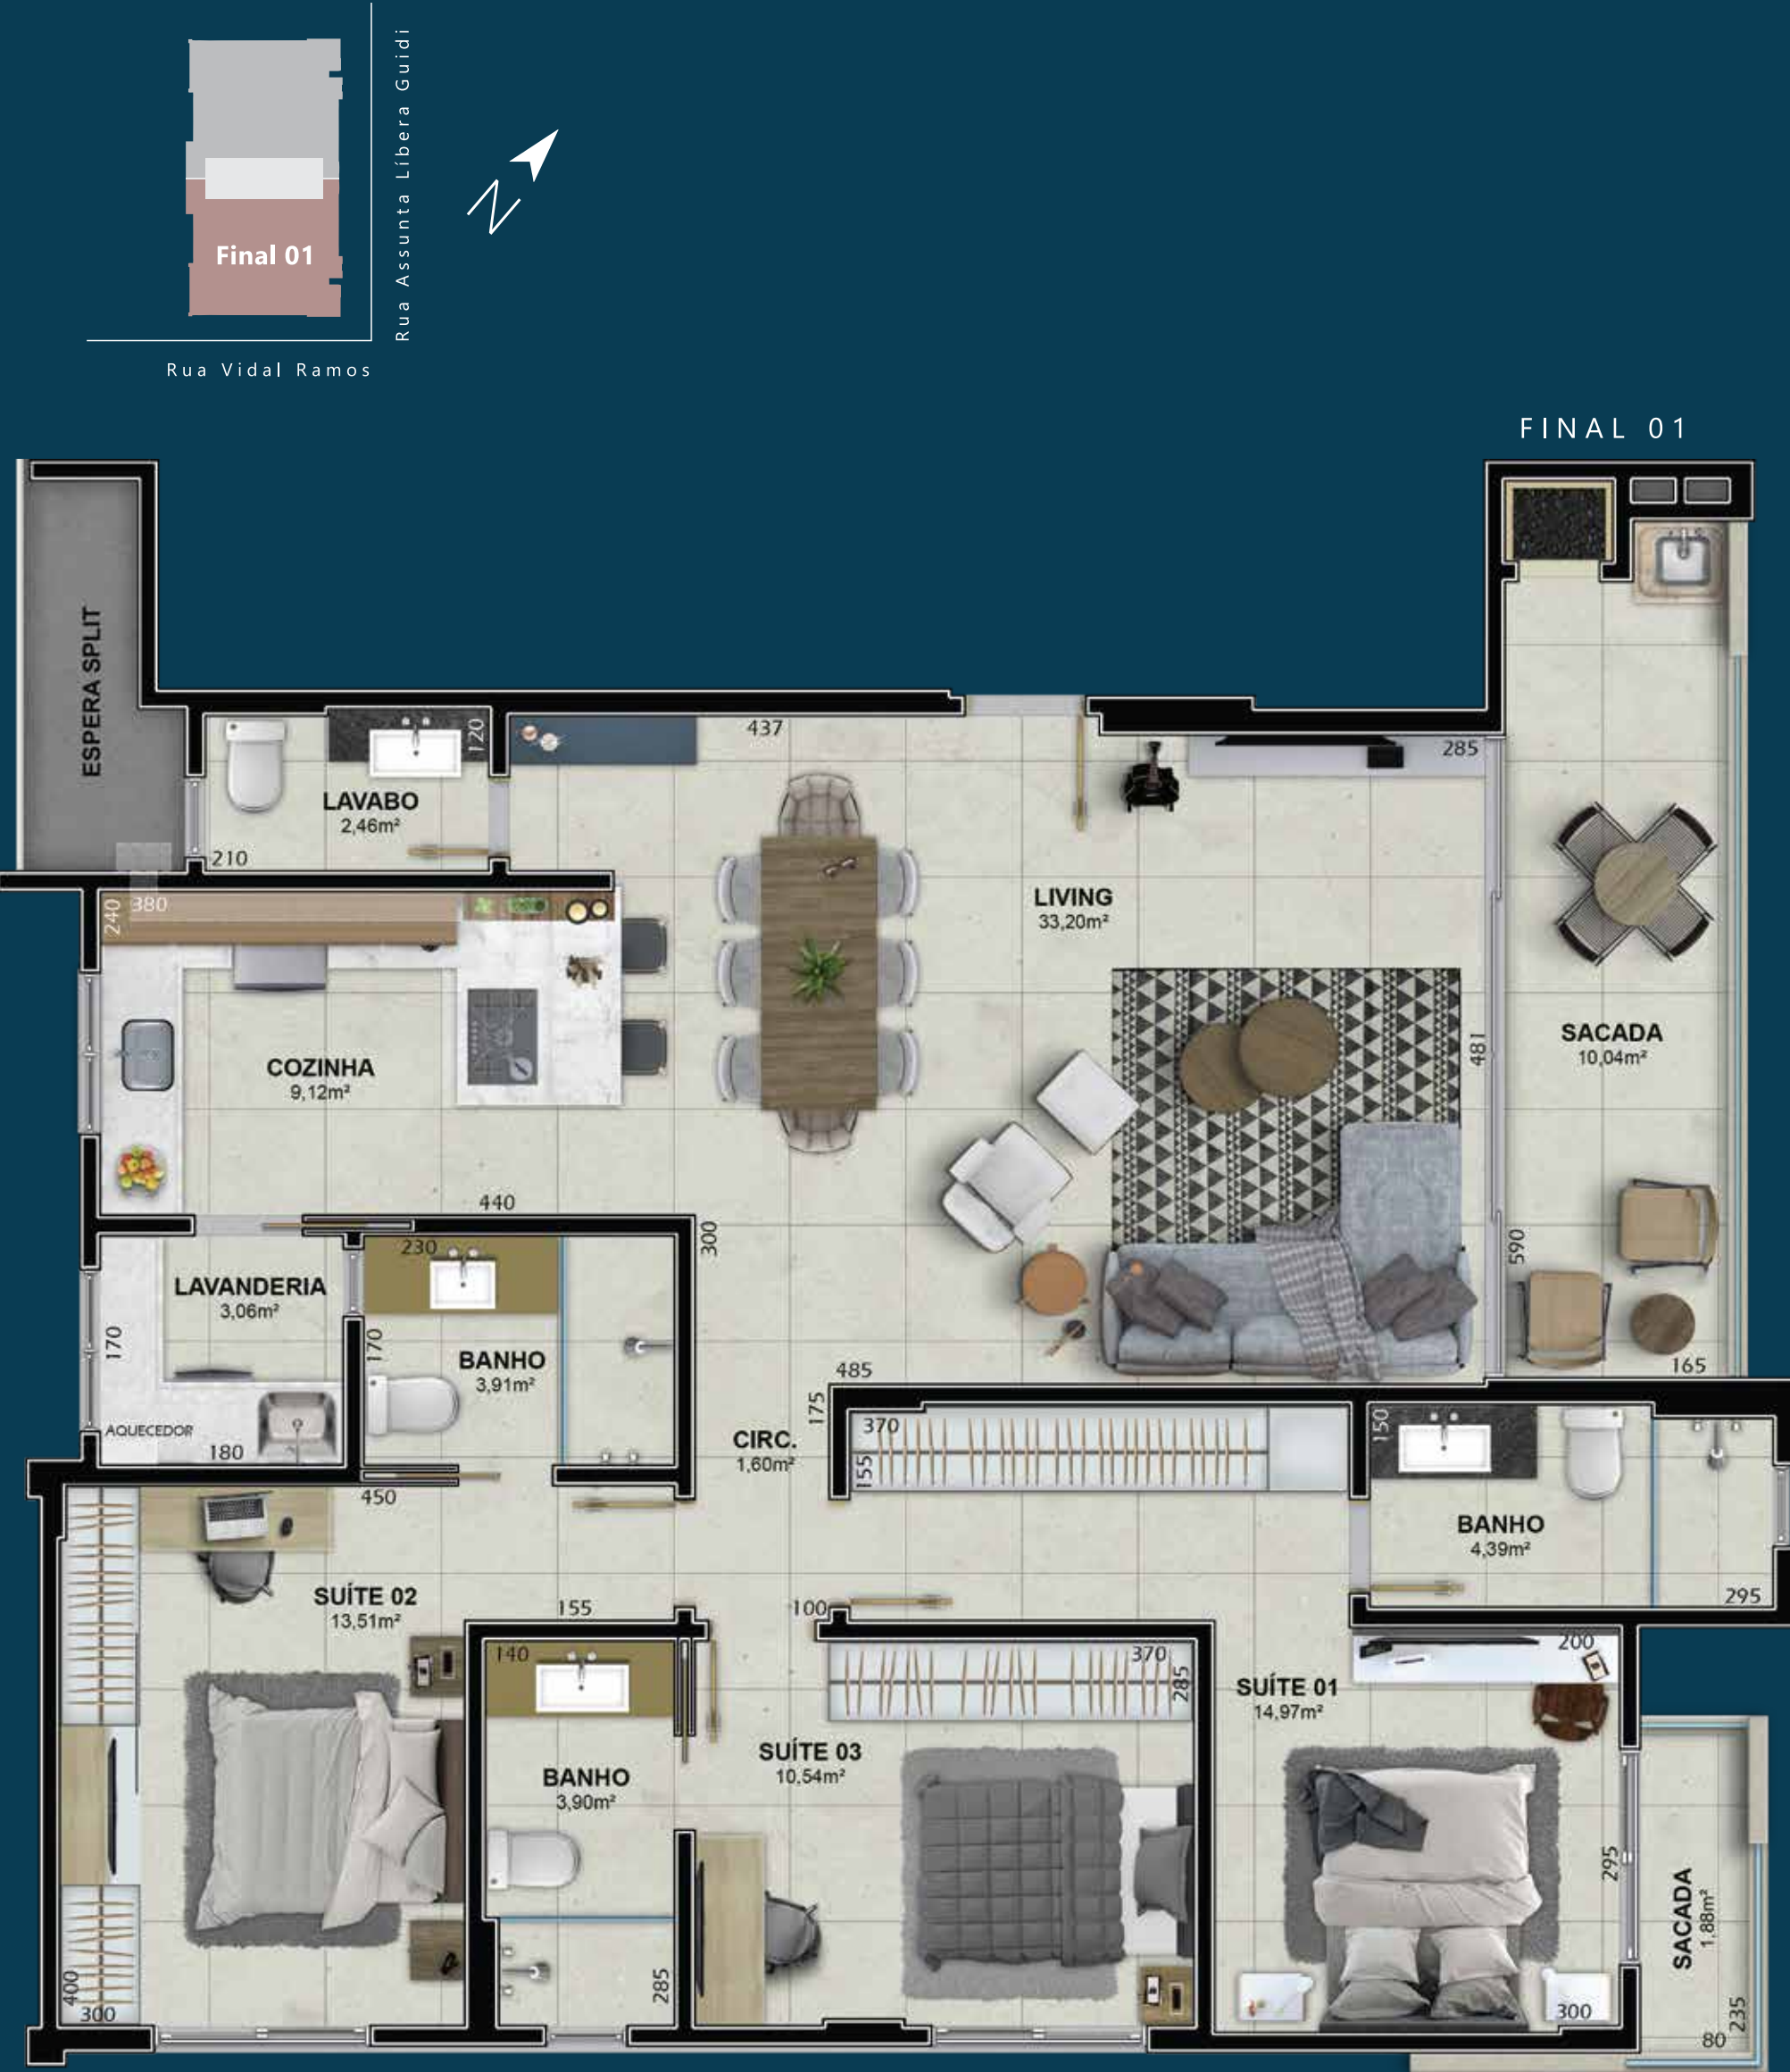 Rua Assunta Líbera Guidi
N
Final 01
Rua Vidal Ramos
FINAL 01
ESPERA SPLIT
120
437
285
LAVABO
2,46m²
210
240
380
LIVING
33,20m²
COZINHA
9,12m²
SACADA
10,04m²
481
440
300
590
230
LAVANDERIA
3,06m²
170
170
BANHO
3,91m²
485
165
175
AQUECEDOR
180
CIRC.
1,60m²
370
155
150
450
BANHO
4,39m²
295
SUÍTE 02
13,51m²
155
100
140
370
285
200
SUÍTE 01
14,97m²
SUÍTE 03
10,54m²
BANHO
3,90m²
295
SACADA
1,88m²
400
300
285
300
235
80